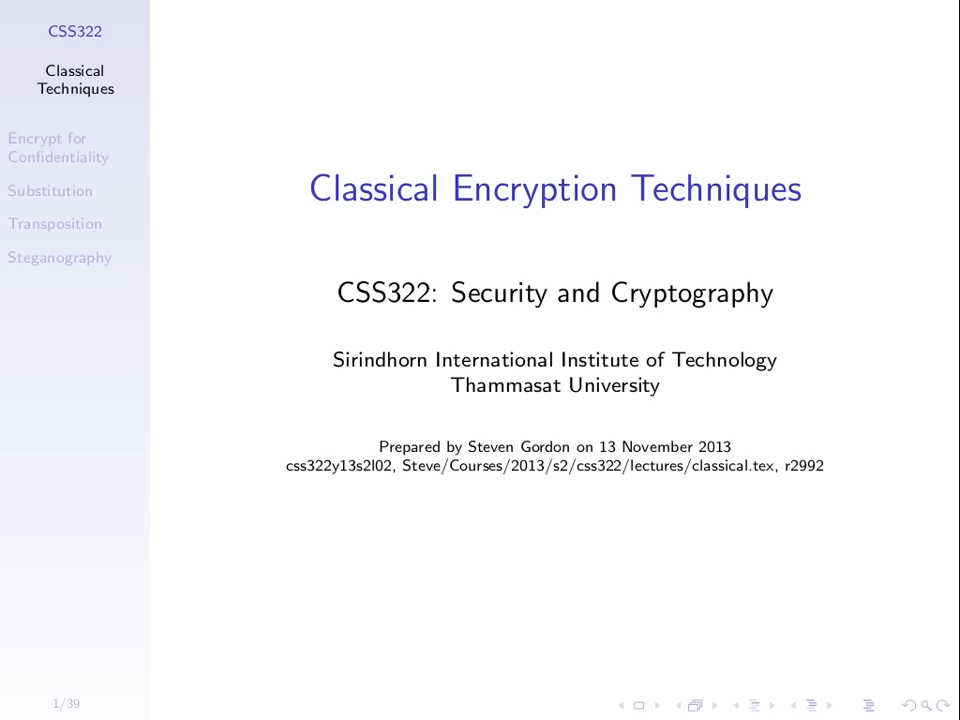 CSS322
Classical
Techniques
Encrypt for
Confidentiality
Substitution
Transposition
Steganography
Classical Encryption Techniques
CSS322: Security and Cryptography
Sirindhorn International Institute of Technology
Thammasat University
Prepared by Steven Gordon on 13 November 2013
css322y13s2l02, Steve/Courses/2013/s2/css322/lectures/classical.tex, r2992
1/39